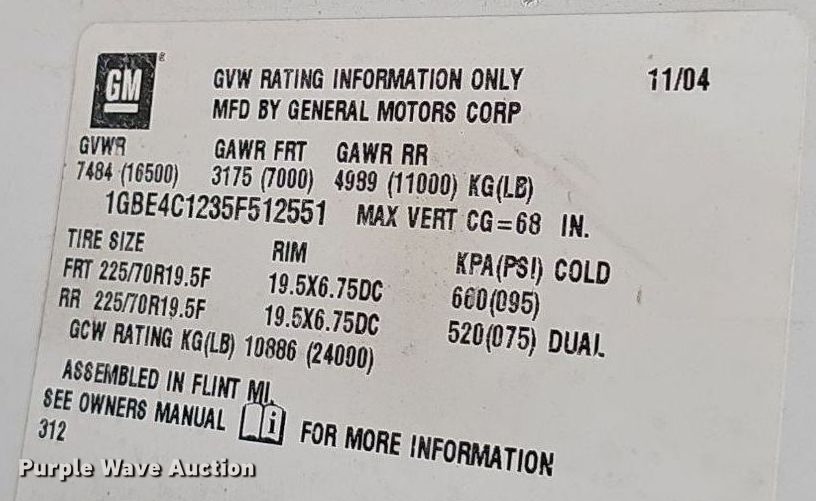 GM GVW RATING INFORMATION ONLY 11/04
MFD BY GENERAL MOTORS CORP
GVWR GAWR FRT GAWR RR
7484 (16500) 3175 (7000) 4989 (11000) KG(LB)
1GBE4C1235F512551 MAX VERT CG=68 IN.
TIRE SIZE RIM KPA(PSI) COLD
FRT 225/70R19.5F 19.5X6.75DC 660(095)
RR 225/70R19.5F 19.5X6.75DC 520(075) DUAL
GCW RATING KG(LB) 10886 (24000)
ASSEMBLED IN FLINT MI.
SEE OWNERS MANUAL i FOR MORE INFORMATION
312
Purple Wave Auction